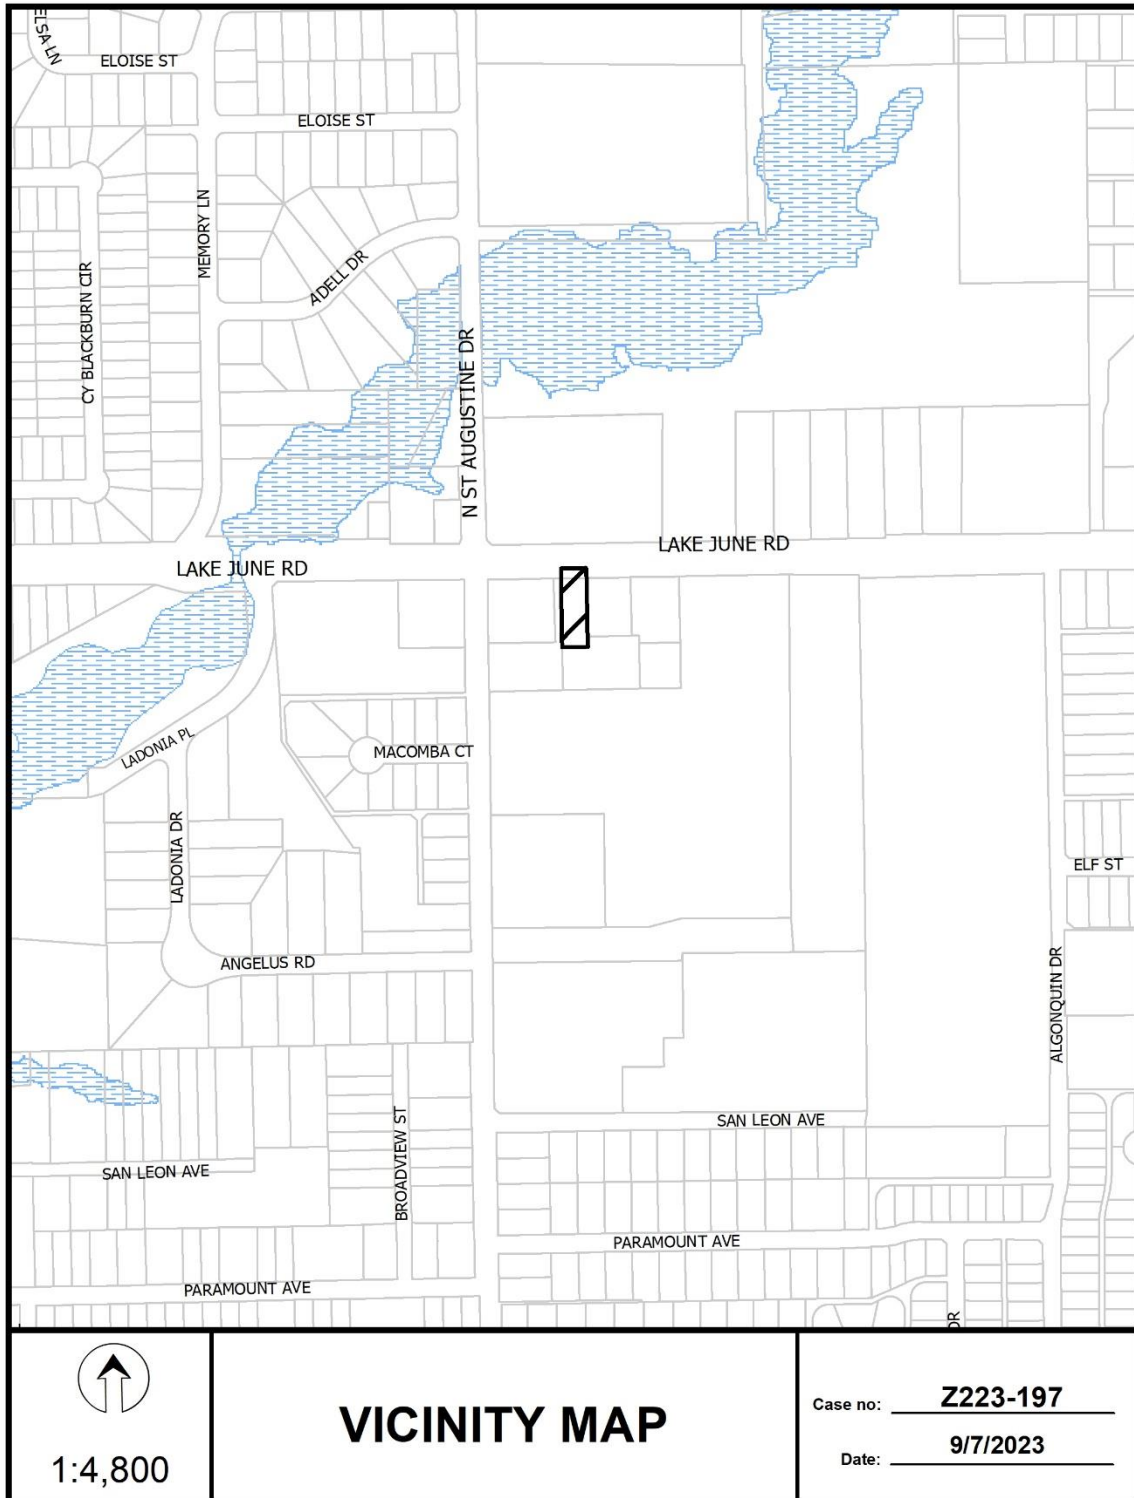 ELSA LN
ELOISE ST
ELOISE ST
MEMORY LN
ADELL DR
CY BLACKBURN CIR
N ST AUGUSTINE DR
LAKE JUNE RD
LAKE JUNE RD
LADONIA PL
MACOMBA CT
LADONIA DR
ELF ST
ANGELUS RD
ALGONQUIN DR
SAN LEON AVE
BROADVIEW ST
SAN LEON AVE
PARAMOUNT AVE
PARAMOUNT AVE
DR
1:4,800
VICINITY MAP
Case no: Z223-197
Date: 9/7/2023